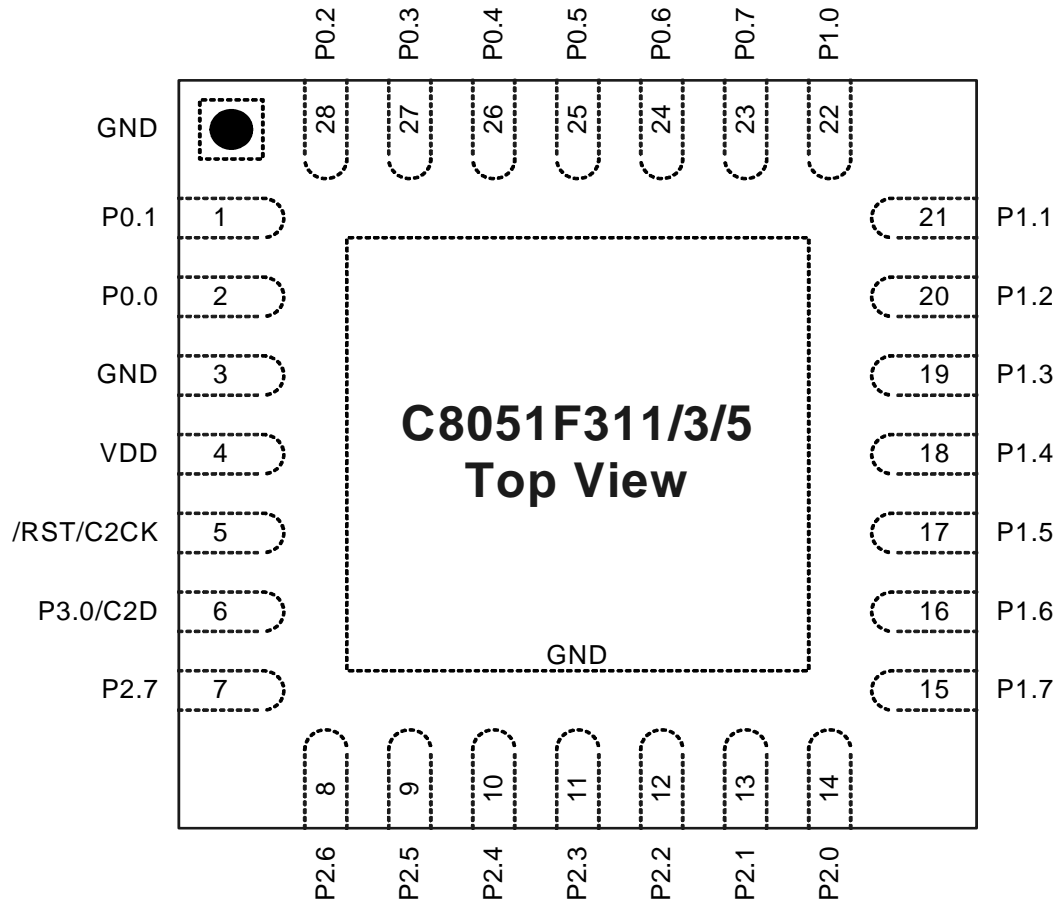 P0.2 P0.3 P0.4 P0.5 P0.6 P0.7 P1.0
28 27 26 25 24 23 22
GND
P0.1 1 21 P1.1
P0.0 2 20 P1.2
GND 3 19 P1.3
C8051F311/3/5
VDD 4 18 P1.4
Top View
/RST/C2CK 5 17 P1.5
P3.0/C2D 6 16 P1.6
GND
P2.7 7 15 P1.7
8 9 10 11 12 13 14
P2.6 P2.5 P2.4 P2.3 P2.2 P2.1 P2.0